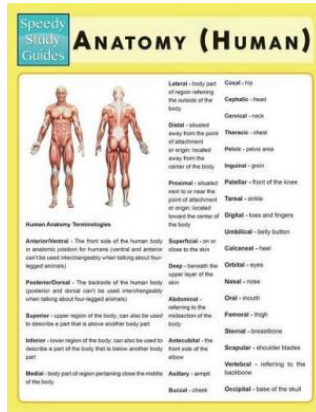 Speedy
Study
Guides
ANATOMY (HUMAN)
Human Anatomy Terminologies
Anterior/Ventral - The front side of the human body
in anatomic position for humans (ventral and anterior
can't be used interchangeably when talking about four-
legged animals)
Posterior/Dorsal - The backside of the human body
(posterior and dorsal can't be used interchangeably
when talking about four-legged animals)
Superior - upper region of the body; can also be used
to describe a part that is above another body part
Inferior - lower region of the body; can also be used to
describe a part of the body that is below another body
part
Medial - body part of region pertaining close the middle
of the body
Lateral - body part
of region referring
the outside of the
body
Distal - situated
away from the point
of attachment
or origin; located
away from the
center of the body
Proximal - situated
next to or near the
point of attachment
or origin; located
toward the center of
the body
Superficial - on or
close to the skin
Deep - beneath the
upper layer of the
skin
Abdominal -
referring to the
midsection of the
body
Antecubital - the
front side of the
elbow
Axillary - armpit
Buccal - cheek
Coxal - hip
Cephalic - head
Cervical - neck
Thoracic - chest
Pelvic - pelvis area
Inguinal - groin
Patellar - front of the knee
Tarsal - ankle
Digital - toes and fingers
Umbilical - belly button
Calcaneal - heel
Orbital - eyes
Nasal - nose
Oral - mouth
Femoral - thigh
Sternal - breastbone
Scapular - shoulder blades
Vertebral - referring to the
backbone
Occipital - base of the skull